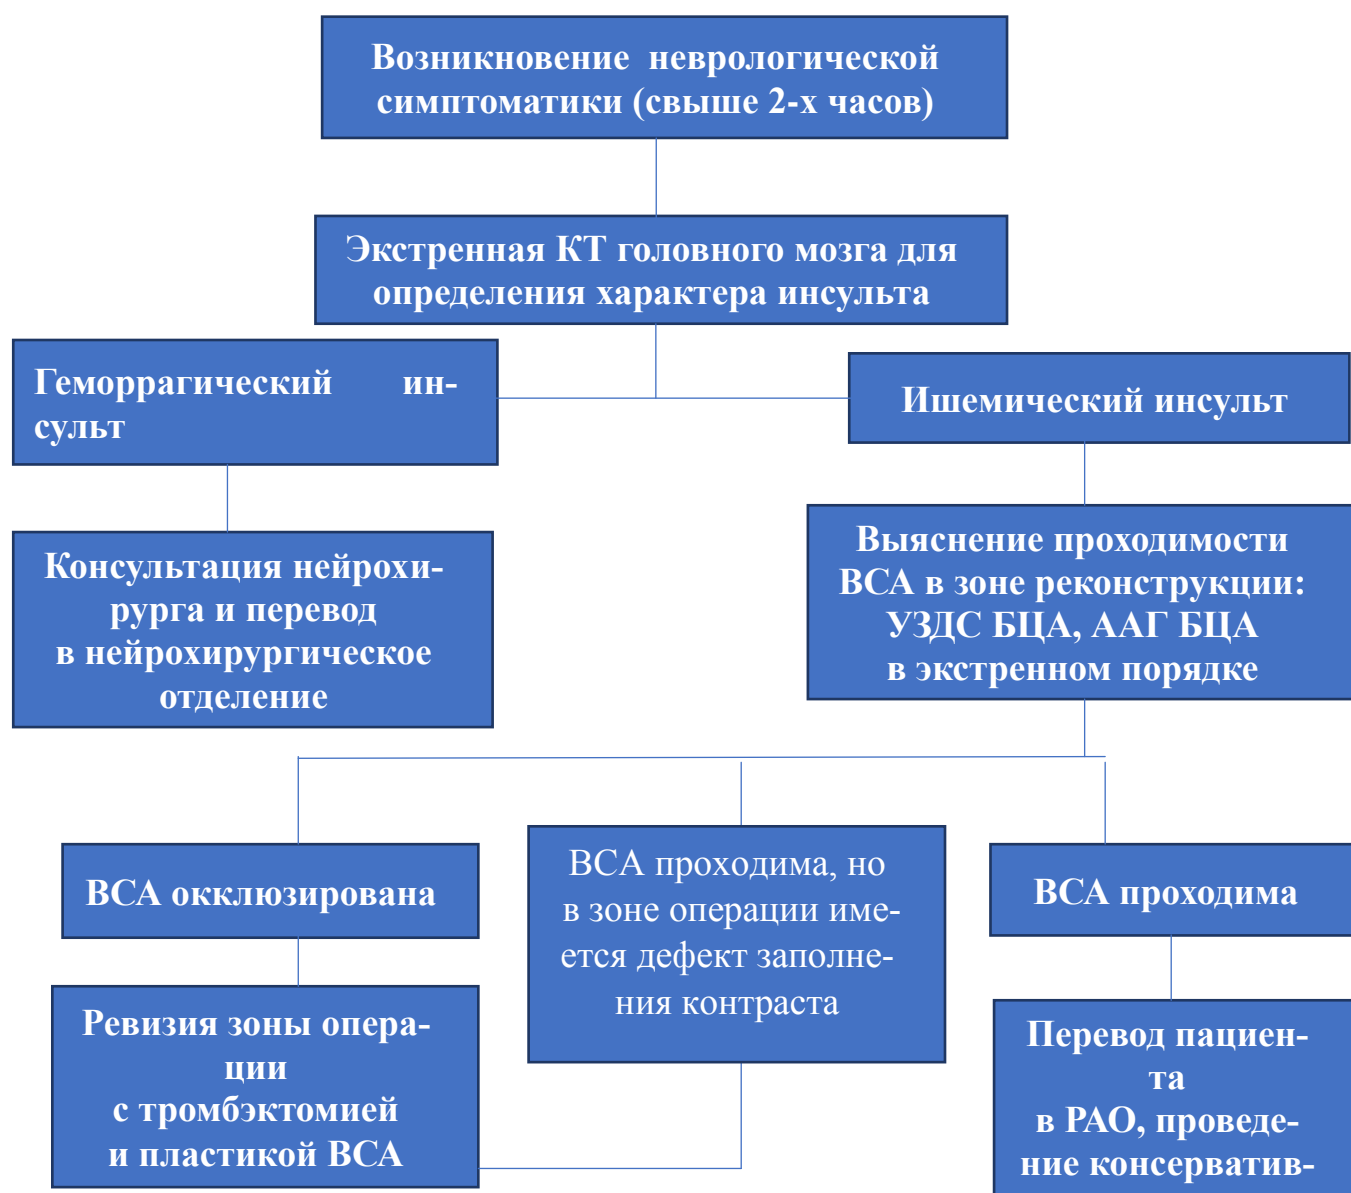 Возникновение неврологической
симптоматики (свыше 2-х часов)
Экстренная КТ головного мозга для
определения характера инсульта
Геморрагический ин-
сульт
Ишемический инсульт
Консультация нейрохи-
рурга и перевод
в нейрохирургическое
отделение
Выяснение проходимости
ВСА в зоне реконструкции:
УЗДС БЦА, ААГ БЦА
в экстренном порядке
ВСА окклюзирована
ВСА проходима, но
в зоне операции име-
ется дефект заполне-
ния контраста
ВСА проходима
Ревизия зоны опера-
ции
с тромбэктомией
и пластикой ВСА
Перевод пациен-
та
в РАО, проведе-
ние консерватив-